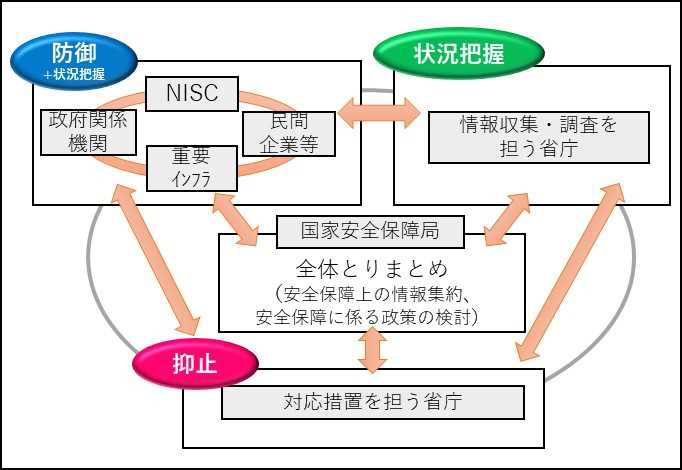 防御
+状況把握
NISC
政府関係
機関
民間
企業等
重要
ｲﾝﾌﾗ
状況把握
情報収集・調査を
担う省庁
国家安全保障局
全体とりまとめ
（安全保障上の情報集約、
安全保障に係る政策の検討）
抑止
対応措置を担う省庁